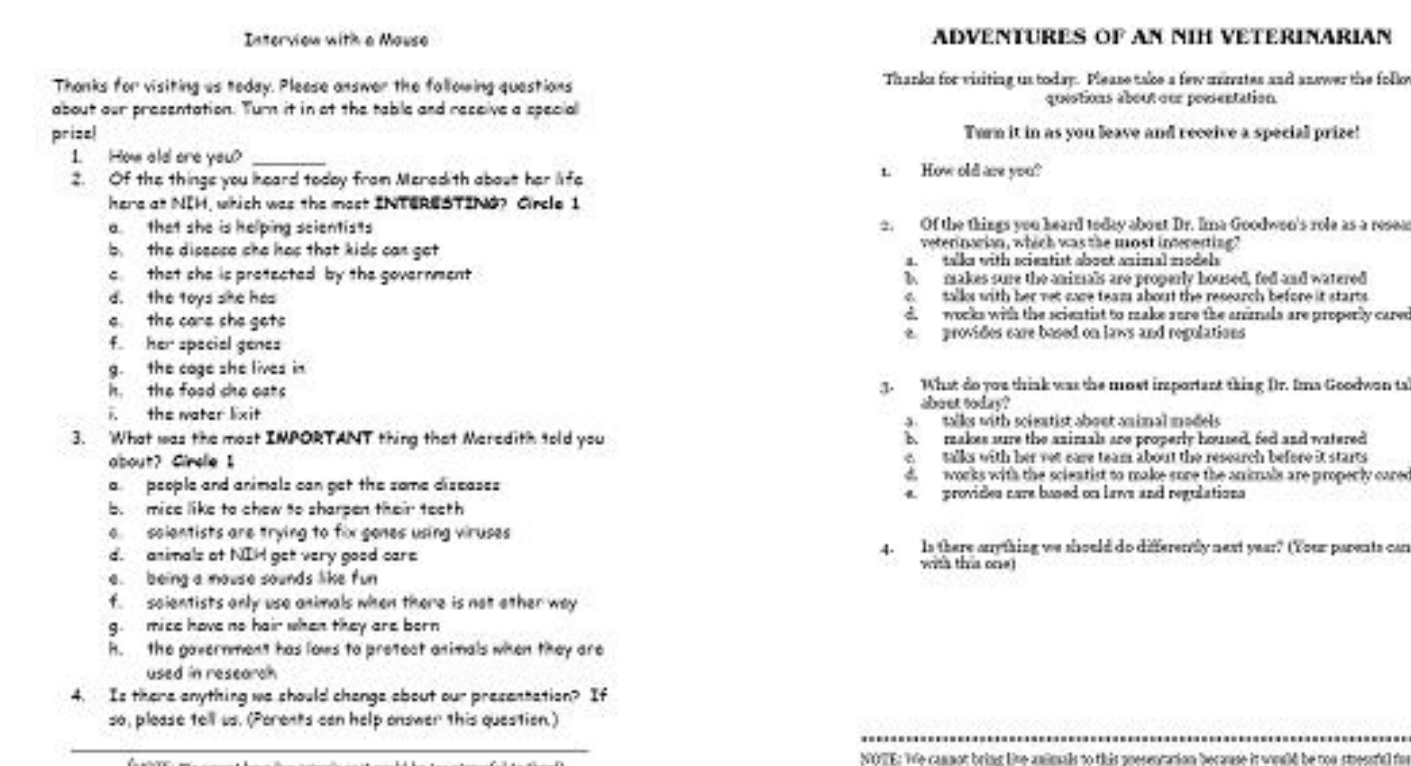 Interview with a Mouse
Thanks for visiting us today. Please answer the following questions
about our presentation. Turn it in at the table and receive a special
prize!
1. How old are you? ________
2. Of the things you heard today from Meredith about her life
here at NIH, which was the most INTERESTING? Circle 1
a. that she is helping scientists
b. the disease she has that kids can get
c. that she is protected by the government
d. the toys she has
e. the care she gets
f. her special genes
g. the cage she lives in
h. the food she eats
i. the water lixit
3. What was the most IMPORTANT thing that Meredith told you
about? Circle 1
a. people and animals can get the same diseases
b. mice like to chew to sharpen their teeth
c. scientists are trying to fix genes using viruses
d. animals at NIH get very good care
e. being a mouse sounds like fun
f. scientists only use animals when there is not other way
g. mice have no hair when they are born
h. the government has laws to protect animals when they are
used in research
4. Is there anything we should change about our presentation? If
so, please tell us. (Parents can help answer this question.)
ADVENTURES OF AN NIH VETERINARIAN
Thanks for visiting us today. Please take a few minutes and answer the follow
questions about our presentation.
Turn it in as you leave and receive a special prize!
1. How old are you?
2. Of the things you heard today about Dr. Ima Goodwon's role as a resear
veterinarian, which was the most interesting?
a. talks with scientist about animal models
b. makes sure the animals are properly housed, fed and watered
c. talks with her vet care team about the research before it starts
d. works with the scientist to make sure the animals are properly cared
e. provides care based on laws and regulations
3. What do you think was the most important thing Dr. Ima Goodwon tal
about today?
a. talks with scientist about animal models
b. makes sure the animals are properly housed, fed and watered
c. talks with her vet care team about the research before it starts
d. works with the scientist to make sure the animals are properly cared
e. provides care based on laws and regulations
4. Is there anything we should do differently next year? (Your parents can
with this one)
NOTE: We cannot bring live animals to this presentation because it would be too stressful for